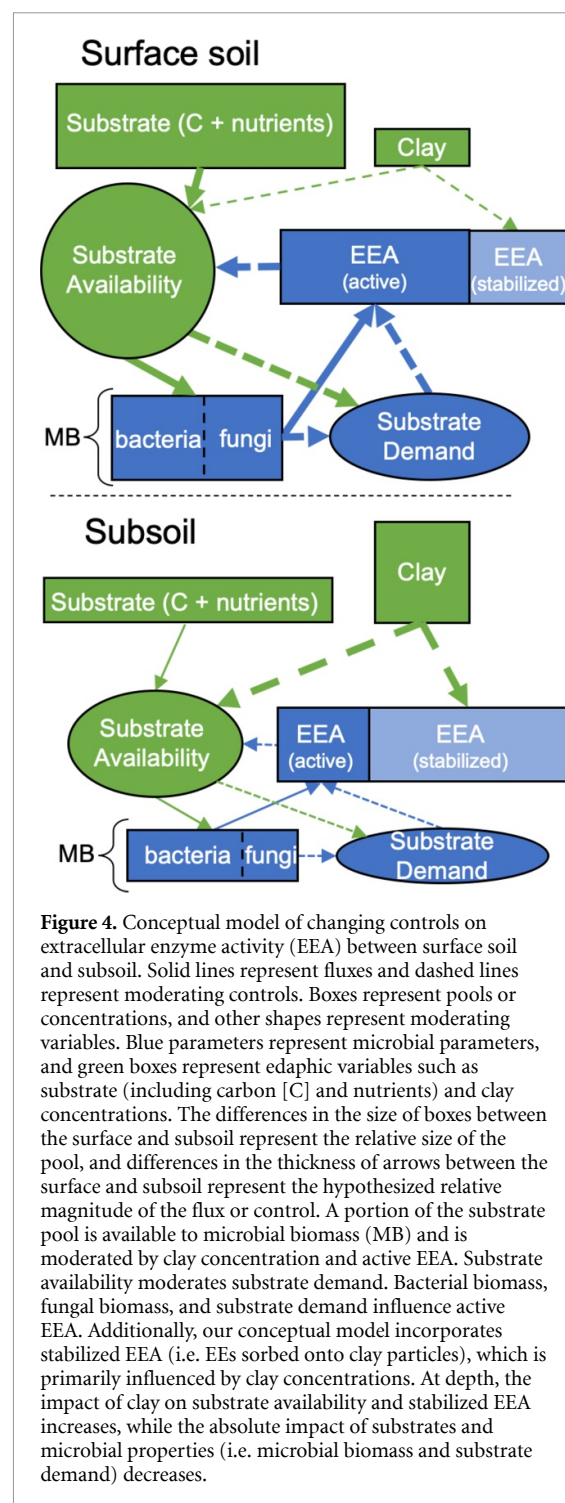 Surface soil
Substrate (C + nutrients)
Clay
Substrate
Availability
EEA
(active)
EEA
(stabilized)
MB
bacteria
fungi
Substrate
Demand
Subsoil
Substrate (C + nutrients)
Clay
Substrate
Availability
EEA
(active)
EEA
(stabilized)
MB
bacteria
fungi
Substrate
Demand
Figure 4. Conceptual model of changing controls on
extracellular enzyme activity (EEA) between surface soil
and subsoil. Solid lines represent fluxes and dashed lines
represent moderating controls. Boxes represent pools or
concentrations, and other shapes represent moderating
variables. Blue parameters represent microbial parameters,
and green boxes represent edaphic variables such as
substrate (including carbon [C] and nutrients) and clay
concentrations. The differences in the size of boxes between
the surface and subsoil represent the relative size of the
pool, and differences in the thickness of arrows between the
surface and subsoil represent the hypothesized relative
magnitude of the flux or control. A portion of the substrate
pool is available to microbial biomass (MB) and is
moderated by clay concentration and active EEA. Substrate
availability moderates substrate demand. Bacterial biomass,
fungal biomass, and substrate demand influence active
EEA. Additionally, our conceptual model incorporates
stabilized EEA (i.e. EEs sorbed onto clay particles), which is
primarily influenced by clay concentrations. At depth, the
impact of clay on substrate availability and stabilized EEA
increases, while the absolute impact of substrates and
microbial properties (i.e. microbial biomass and substrate
demand) decreases.